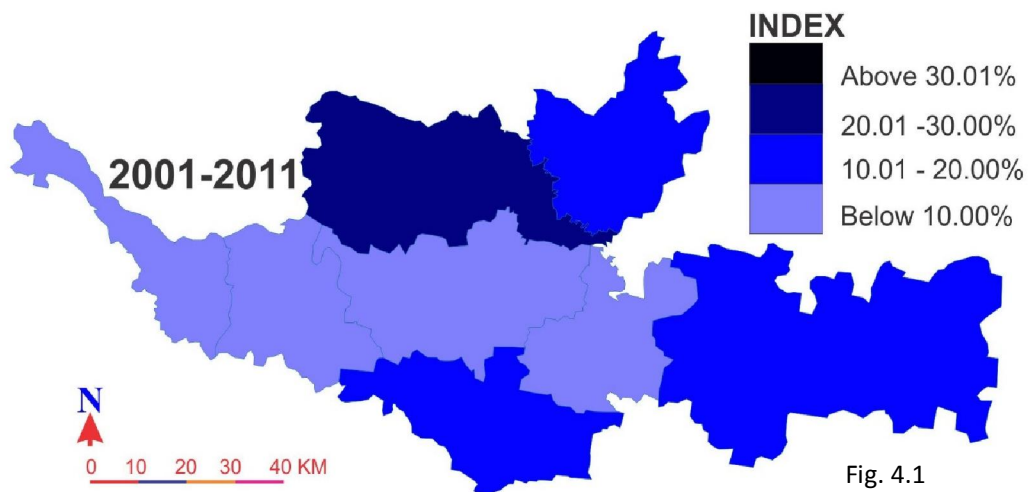 INDEX
Above 30.01%
20.01 -30.00%
10.01 - 20.00%
Below 10.00%
2001-2011
N
0 10 20 30 40 KM
Fig. 4.1